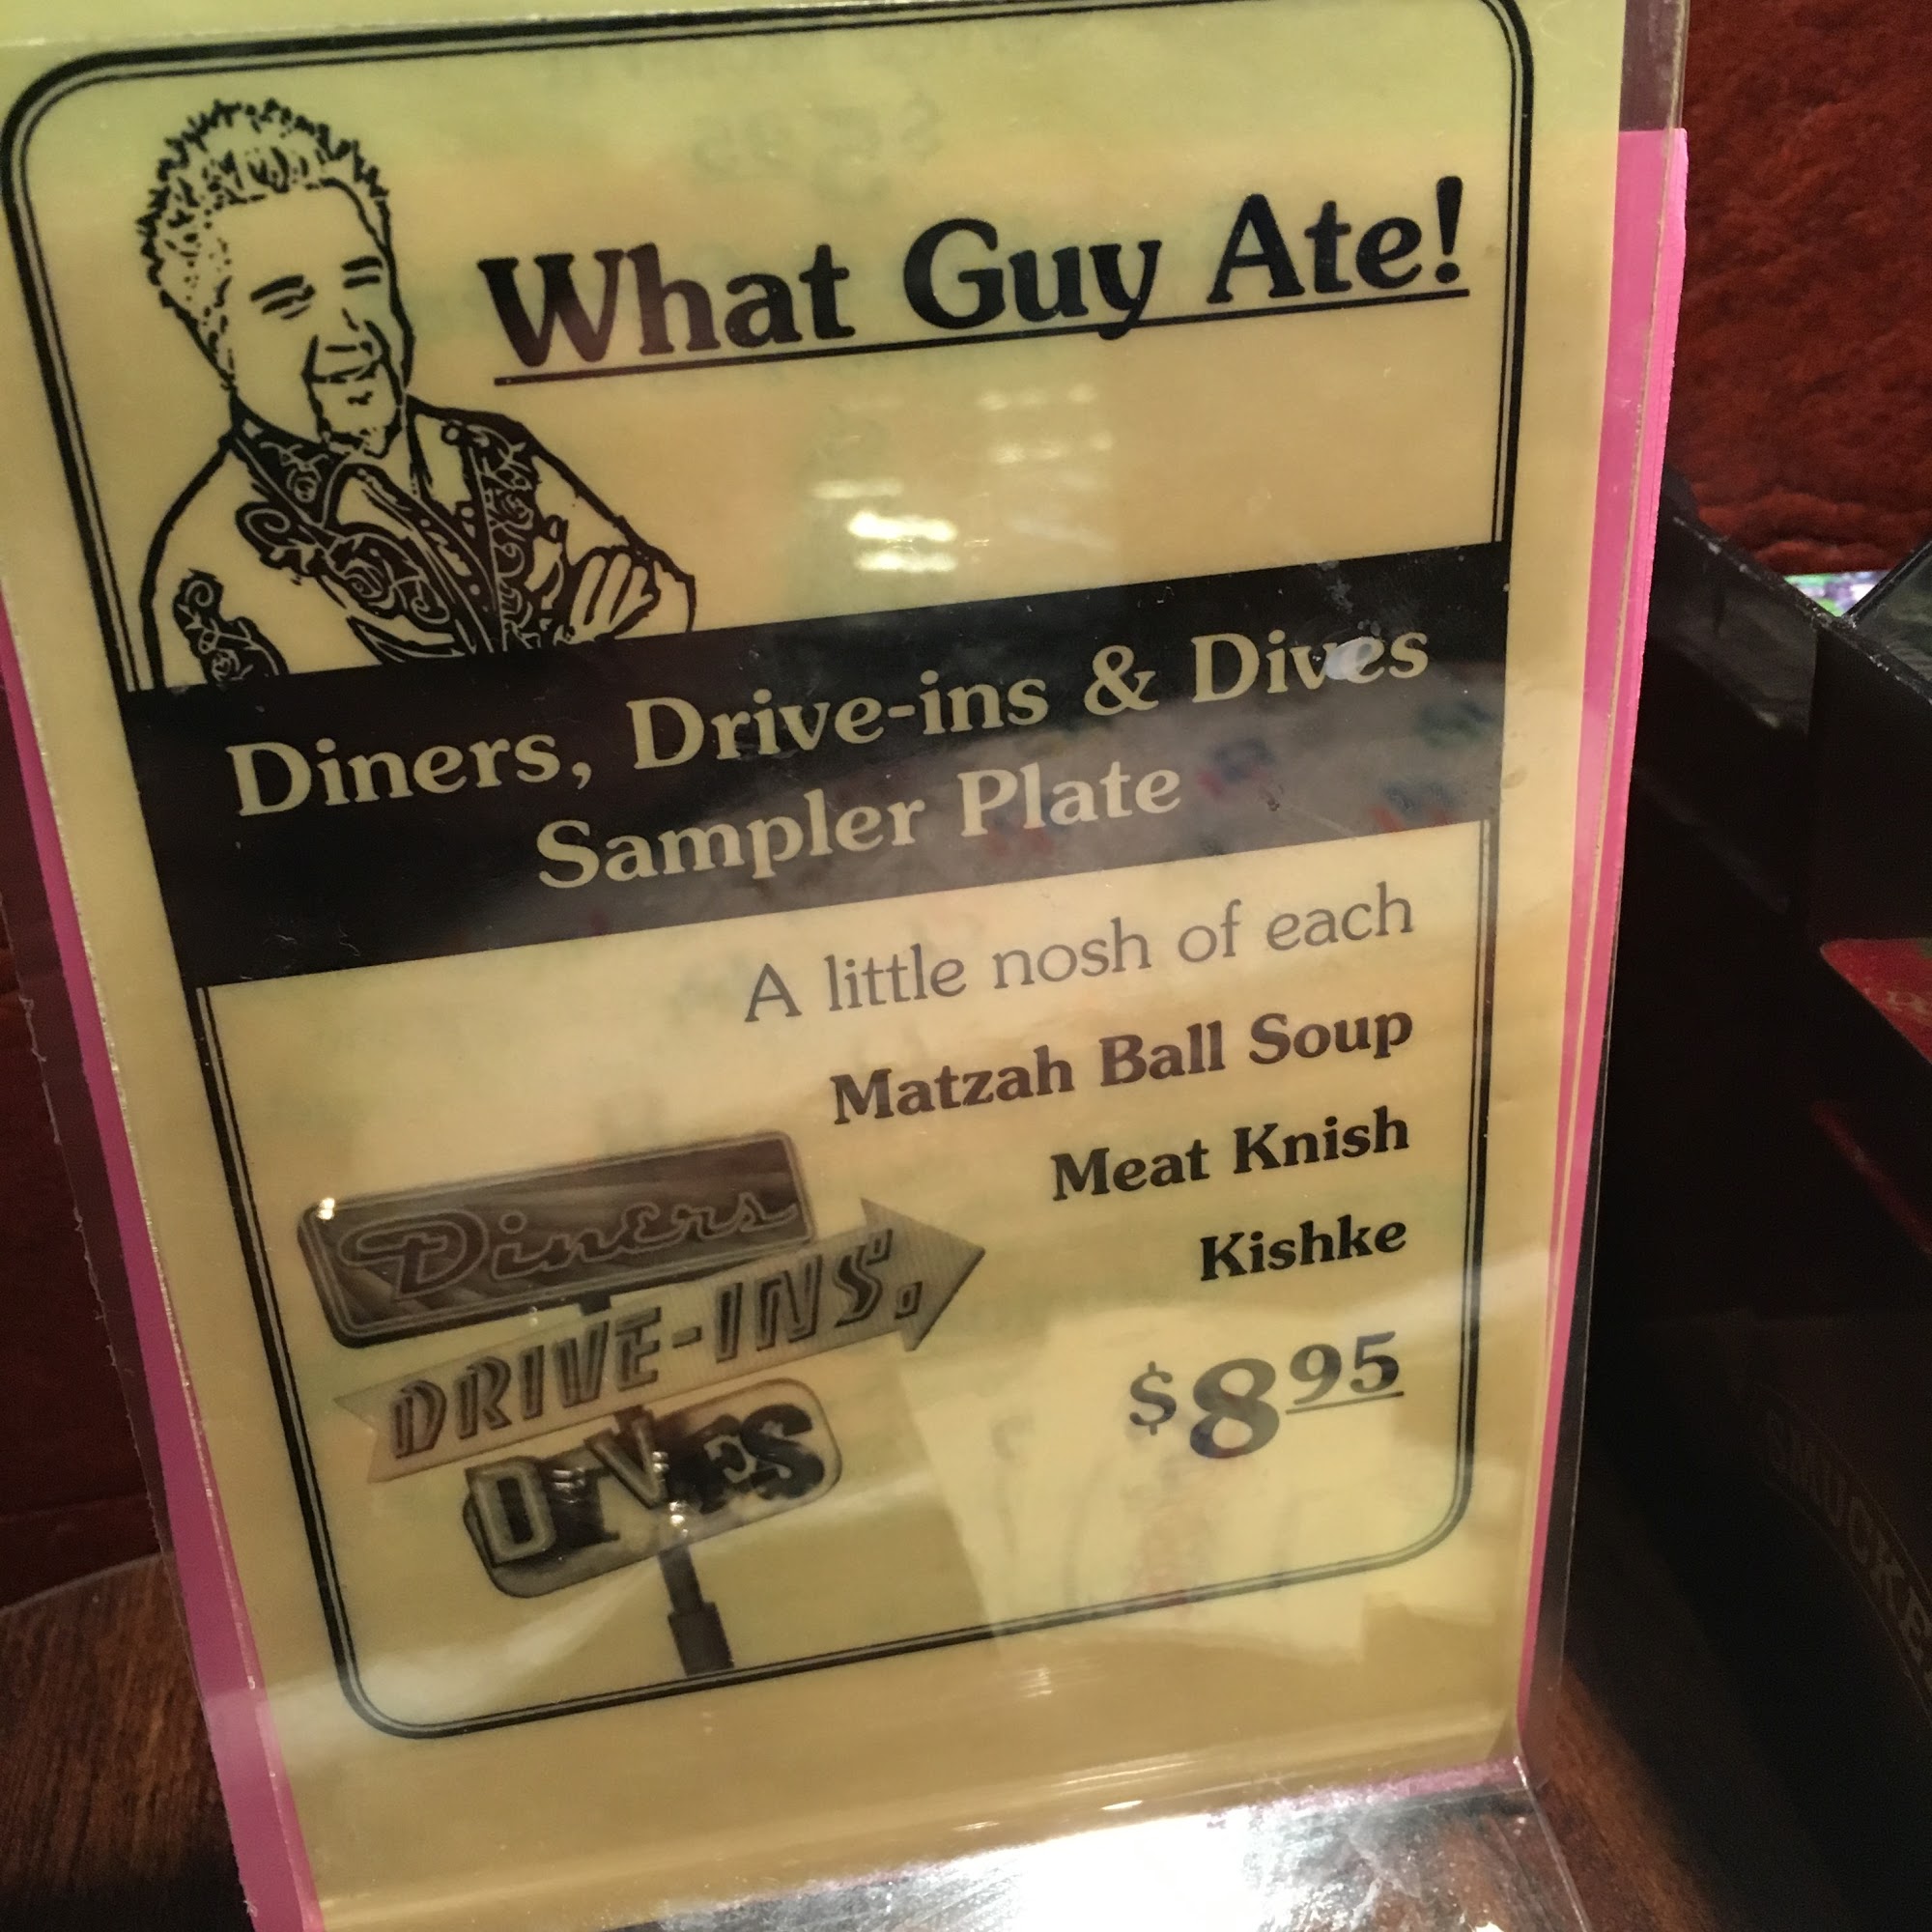 What Guy Ate!
Diners, Drive-ins & Dives
Sampler Plate
A little nosh of each
Matzah Ball Soup
Meat Knish
Kishke
$8 95
Diners
DRIVE-INS,
DIVES